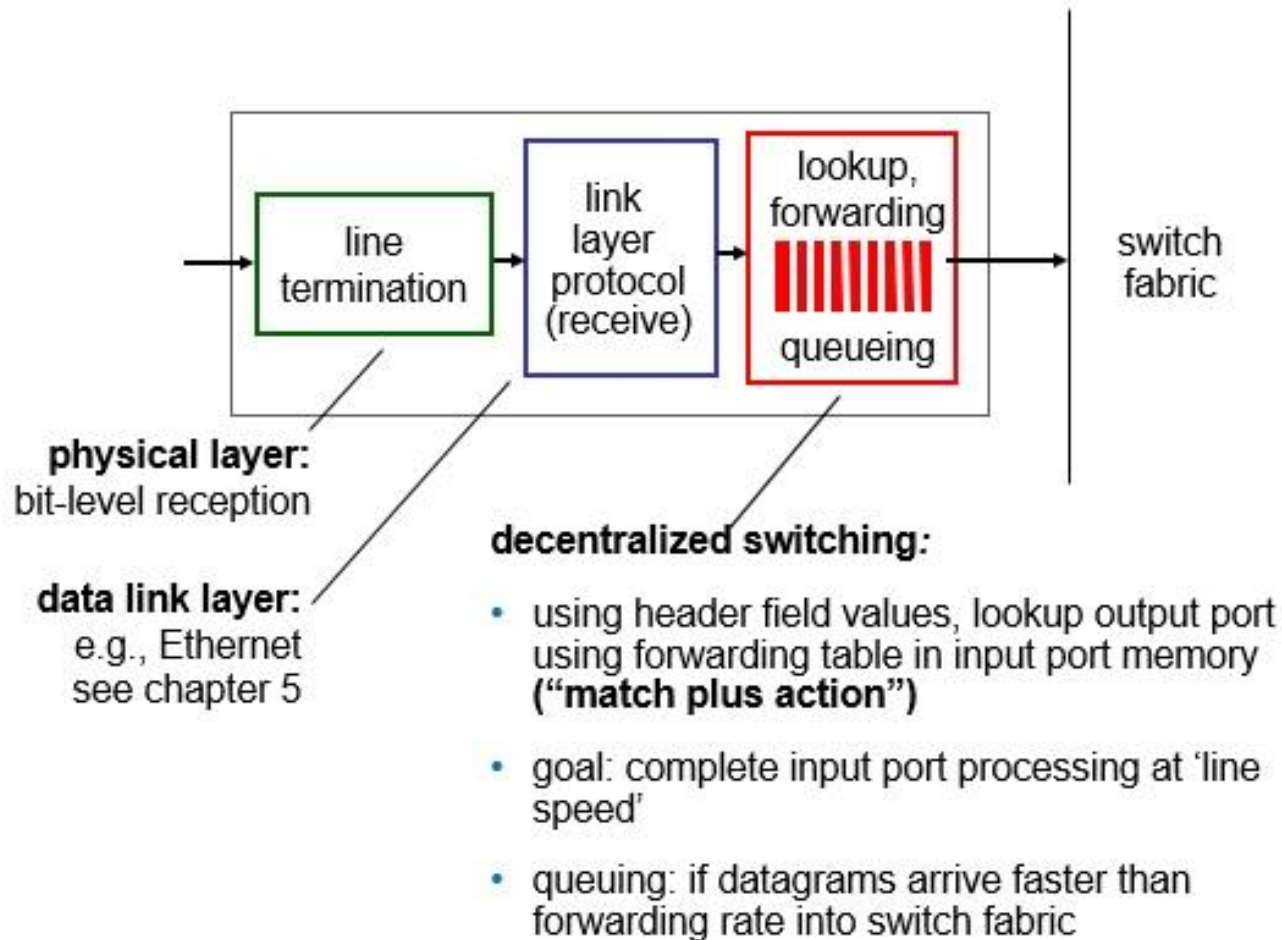 line
termination
link
layer
protocol
(receive)
lookup,
forwarding
queueing
switch
fabric
physical layer:
bit-level reception
data link layer:
e.g., Ethernet
see chapter 5
decentralized switching:
• using header field values, lookup output port
using forwarding table in input port memory
(“match plus action”)
• goal: complete input port processing at ‘line
speed’
• queuing: if datagrams arrive faster than
forwarding rate into switch fabric